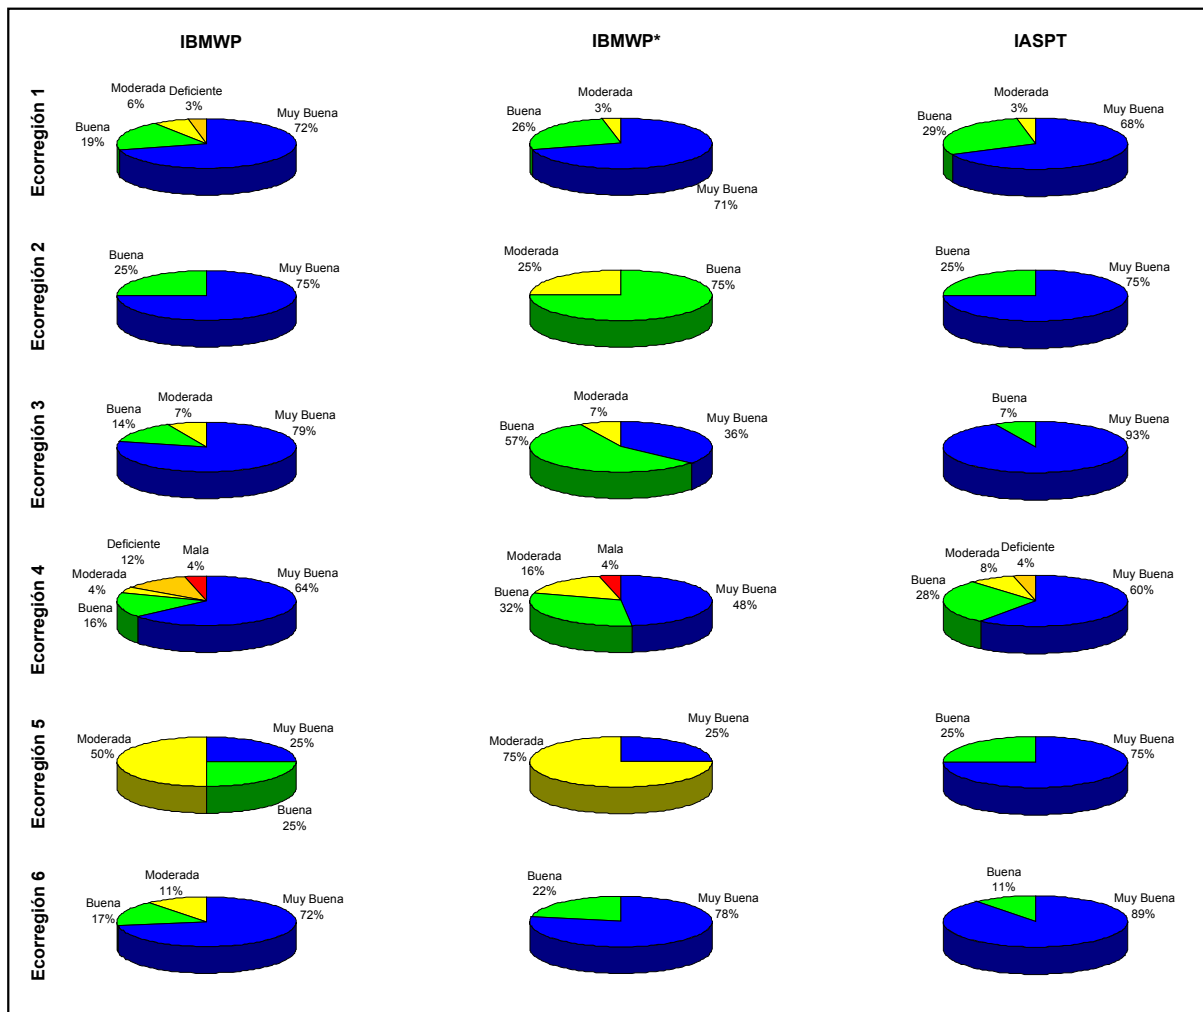 IBMWP
IBMWP*
IASPT
Ecorregión 1
Moderada
6%
Deficiente
3%
Muy Buena
72%
Buena
19%
Moderada
3%
Buena
26%
Muy Buena
71%
Moderada
3%
Muy Buena
68%
Buena
29%
Ecorregión 2
Buena
25%
Muy Buena
75%
Moderada
25%
Buena
75%
Buena
25%
Muy Buena
75%
Ecorregión 3
Buena
14%
Moderada
7%
Muy Buena
79%
Moderada
7%
Buena
57%
Muy Buena
36%
Buena
7%
Muy Buena
93%
Ecorregión 4
Deficiente
12%
Mala
4%
Moderada
4%
Muy Buena
64%
Buena
16%
Moderada
16%
Mala
4%
Buena
32%
Muy Buena
48%
Moderada
8%
Deficiente
4%
Buena
28%
Muy Buena
60%
Ecorregión 5
Moderada
50%
Muy Buena
25%
Buena
25%
Moderada
75%
Muy Buena
25%
Buena
25%
Muy Buena
75%
Ecorregión 6
Moderada
11%
Buena
17%
Muy Buena
72%
Buena
22%
Muy Buena
78%
Buena
11%
Muy Buena
89%